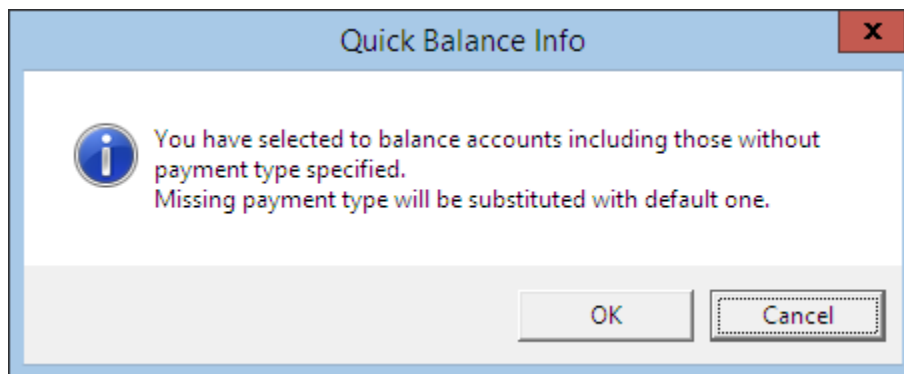 Quick Balance Info
x
You have selected to balance accounts including those without
payment type specified.
Missing payment type will be substituted with default one.
OK
Cancel